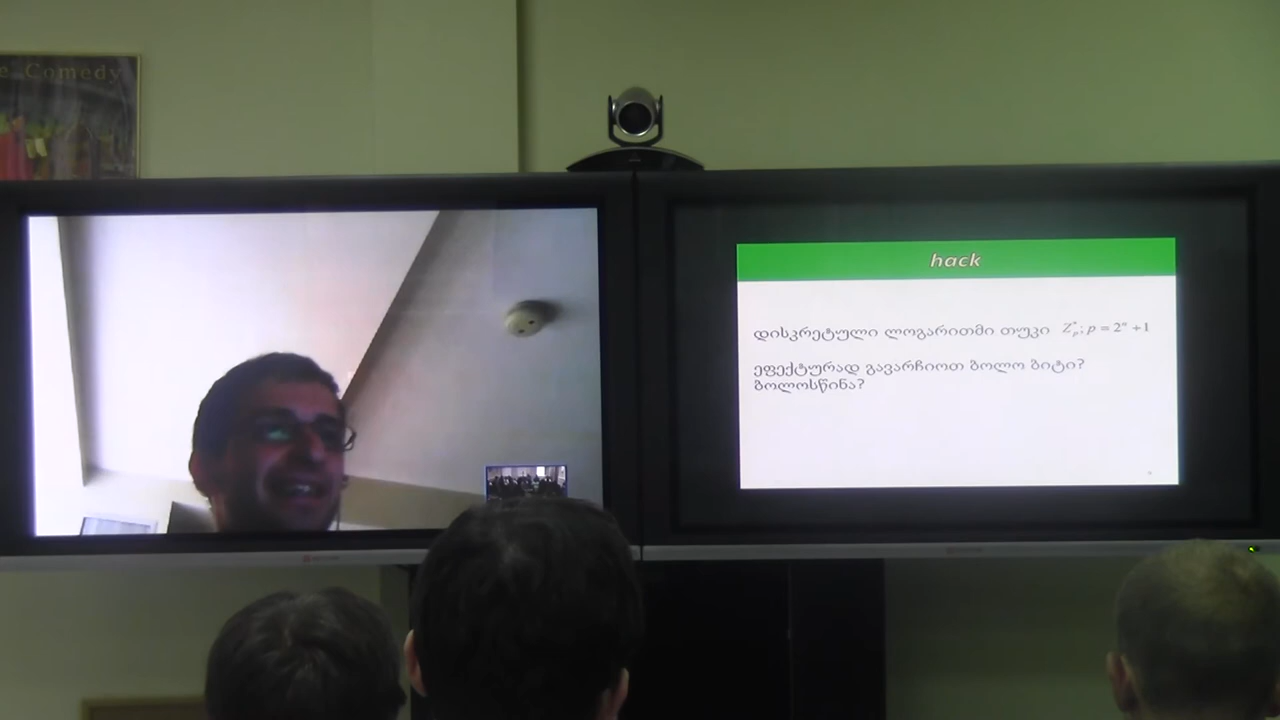 e Comedy
hack
დისკრეტული ლოგარითმი თუკი Z*ₚ; p = 2ⁿ + 1
ეფექტურად გავარჩიოთ ბოლო ბიტი?
ბოლოსწინა?